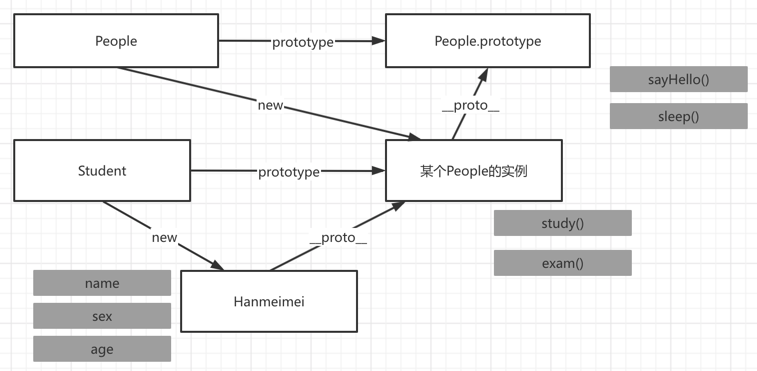 People
prototype
People.prototype
sayHello()
new
__proto__
sleep()
Student
prototype
某个People的实例
study()
new
__proto__
exam()
name
Hanmeimei
sex
age